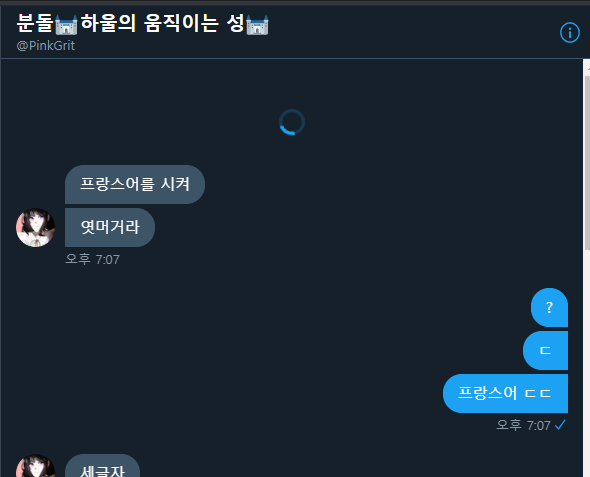 분돌🏰하울의 움직이는 성🏰
@PinkGrit
프랑스어를 시켜
엿머거라
오후 7:07
?
ㄷ
프랑스어 ㄷㄷ
오후 7:07
세글자